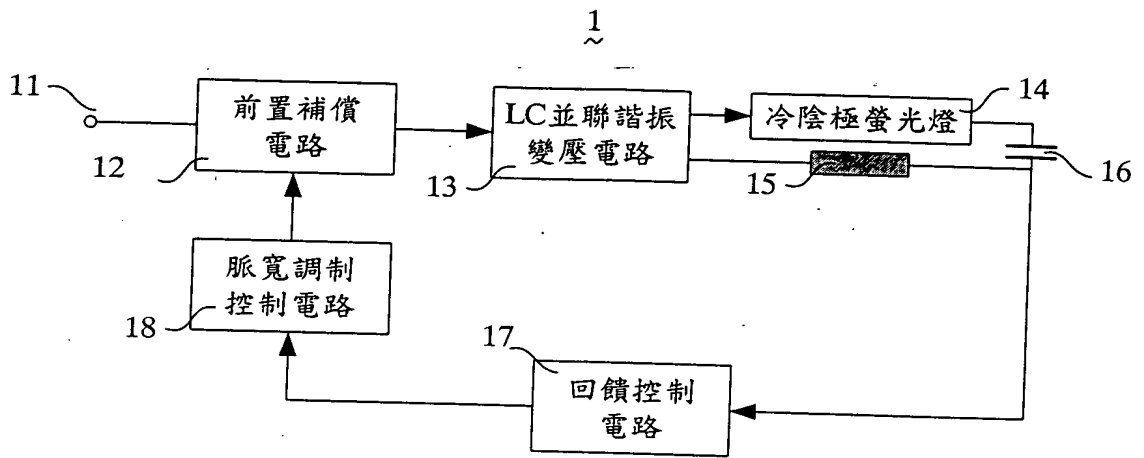 1
11
前置補償
電路
12
LC並聯諧振
變壓電路
13
冷陰極螢光燈
14
15
16
脈寬調制
控制電路
18
17
回饋控制
電路